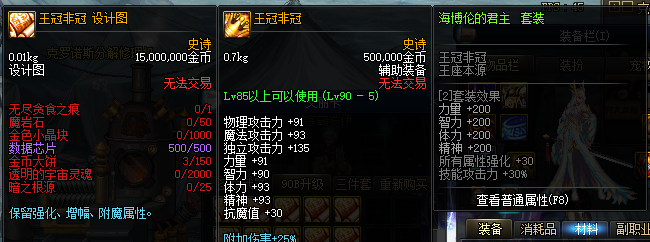 王冠非冠 设计图
史诗
0.01kg 15,000,000金币
设计图
无法交易
无尽贪食之痕 0/1
魔岩石 0/50
金色小晶块 0/1000
数据芯片 500/500
金币大饼 3/150
透明的宇宙灵魂 0/2000
暗之根源 0/25
保留强化、增幅、附魔属性。
王冠非冠
史诗
0.7kg 500,000金币
辅助装备
无法交易
Lv85以上可以使用 (Lv90 - 5)
物理攻击力 +91
魔法攻击力 +93
独立攻击力 +135
力量 +91
智力 +90
体力 +93
精神 +93
抗魔值 +30
附加伤害+25%
海博伦的君主 套装
王冠非冠
王座本源
[2]套装效果
力量 +200
智力 +200
体力 +200
精神 +200
所有属性强化 +30
技能攻击力 +30%
查看普通属性(F8)
装备栏(I)
装扮
90B升级 三件套 重新购买
装备 消耗品 材料 副职业